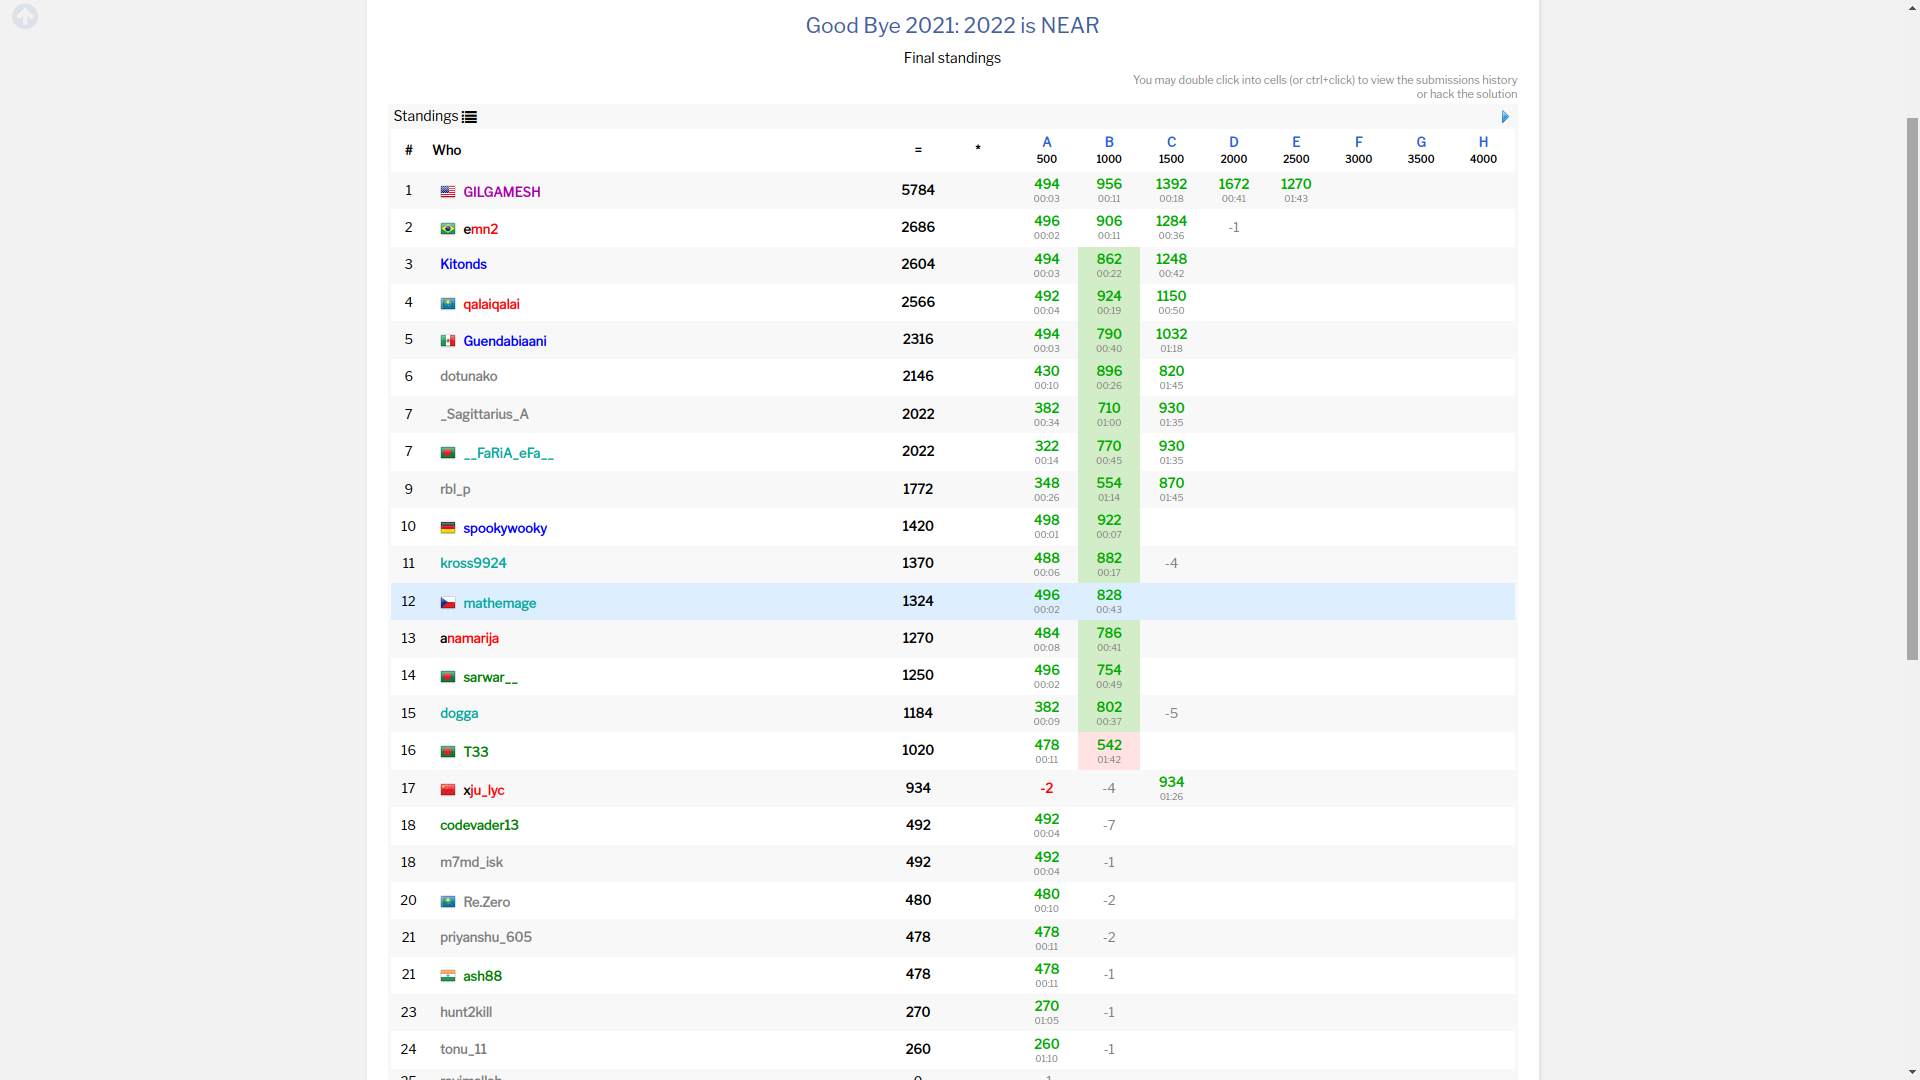 Good Bye 2021: 2022 is NEAR
Final standings
You may double click into cells (or ctrl+click) to view the submissions history
or hack the solution
Standings
# Who = * A B C D E F G H
500 1000 1500 2000 2500 3000 3500 4000
1 GILGAMESH 5784 494 956 1392 1672 1270
00:03 00:11 00:18 00:41 01:43
2 emn2 2686 496 906 1284 -1
00:02 00:11 00:36
3 Kitonds 2604 494 862 1248
00:03 00:22 00:42
4 qalaiqalai 2566 492 924 1150
00:04 00:19 00:50
5 Guendabiaani 2316 494 790 1032
00:03 00:40 01:18
6 dotunako 2146 430 896 820
00:10 00:26 01:45
7 _Sagittarius_A 2022 382 710 930
00:34 01:00 01:35
7 __FaRiA_eFa__ 2022 322 770 930
00:14 00:45 01:35
9 rbl_p 1772 348 554 870
00:26 01:14 01:45
10 spookywooky 1420 498 922
00:01 00:07
11 kross9924 1370 488 882 -4
00:06 00:17
12 mathemage 1324 496 828
00:02 00:43
13 anamarija 1270 484 786
00:08 00:41
14 sarwar__ 1250 496 754
00:02 00:49
15 dogga 1184 382 802 -5
00:09 00:37
16 T33 1020 478 542
00:11 01:42
17 xju_lyc 934 -2 -4 934
01:26
18 codevader13 492 492 -7
00:04
18 m7md_isk 492 492 -1
00:04
20 Re.Zero 480 480 -2
00:10
21 priyanshu_605 478 478 -2
00:11
21 ash88 478 478 -1
00:11
23 hunt2kill 270 270 -1
01:05
24 tonu_11 260 260 -1
01:10